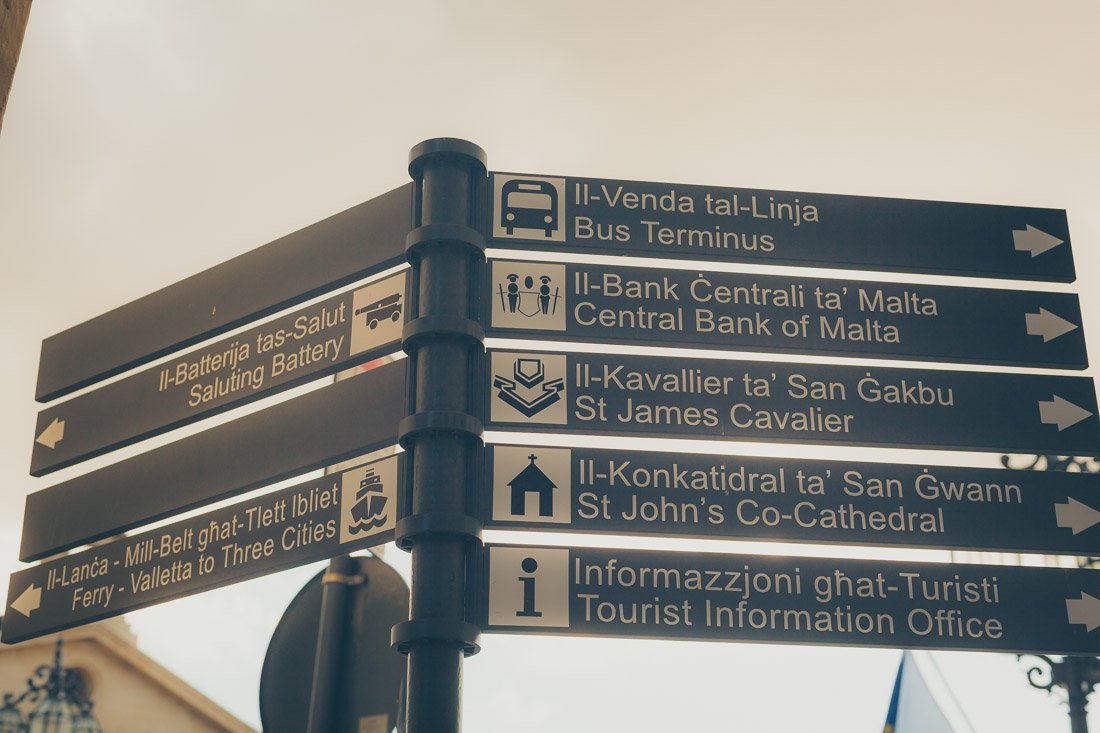 Il-Batterija tas-Salut
Saluting Battery
Il-Lanċa - Mill-Belt għat-Tlett Ibliet
Ferry - Valletta to Three Cities
Il-Venda tal-Linja
Bus Terminus
Il-Bank Ċentrali ta’ Malta
Central Bank of Malta
Il-Kavallier ta’ San Ġakbu
St James Cavalier
Il-Konkatidral ta’ San Ġwann
St John’s Co-Cathedral
i
Informazzjoni għat-Turisti
Tourist Information Office